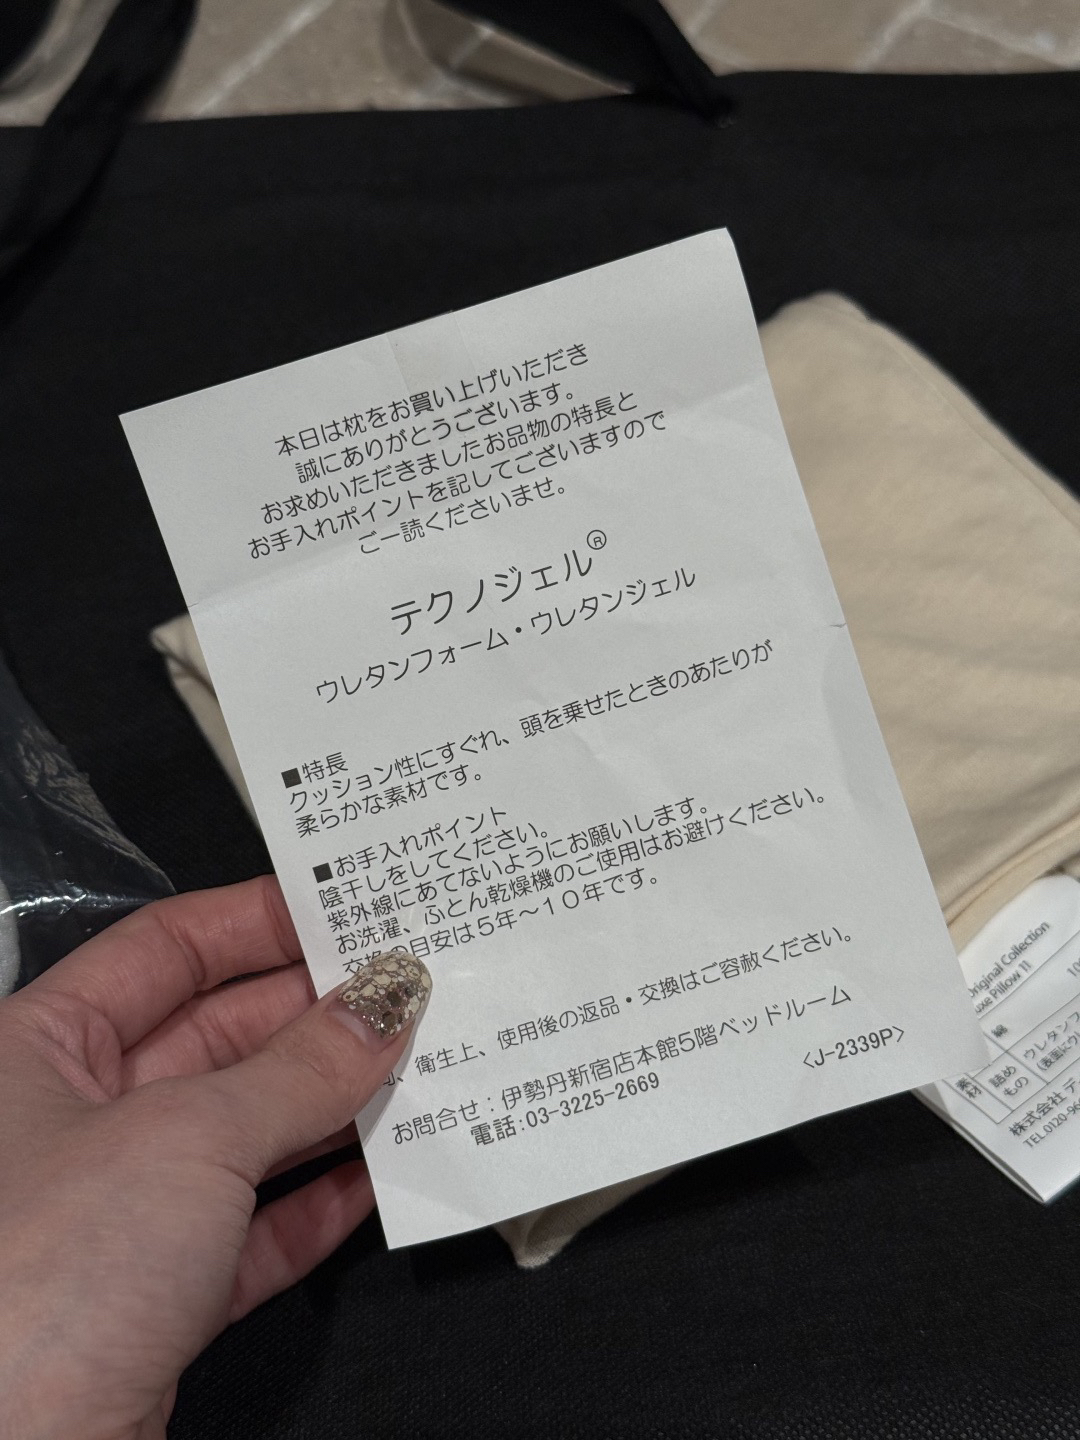 本日は枕をお買い上げいただき
誠にありがとうございます。
お求めいただきましたお品物の特長と
お手入れポイントを記してございますので
ご一読くださいませ。
テクノジェル®
ウレタンフォーム・ウレタンジェル
■特長
クッション性にすぐれ、頭を乗せたときのあたりが
柔らかな素材です。
■お手入れポイント
陰干しをしてください。
紫外線にあてないようにお願いします。
お洗濯、ふとん乾燥機のご使用はお避けください。
交換の目安は5年~10年です。
、衛生上、使用後の返品・交換はご容赦ください。
お問合せ:伊勢丹新宿店本館5階ベッドルーム
電話:03-3225-2669
<J-2339P>
Original Collection
Pillow 11
綿
素材
詰めもの
ウレタンフ
株式会社 テ
TEL.0120-96